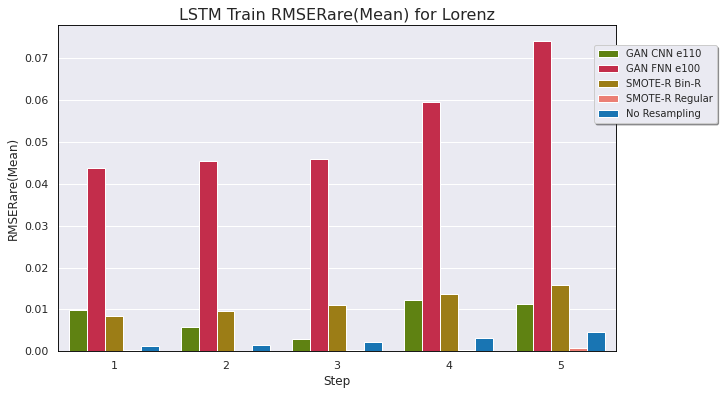 LSTM Train RMSERare(Mean) for Lorenz
RMSERare(Mean)
0.07
0.06
0.05
0.04
0.03
0.02
0.01
0.00
1 2 3 4 5
Step
GAN CNN e110
GAN FNN e100
SMOTE-R Bin-R
SMOTE-R Regular
No Resampling